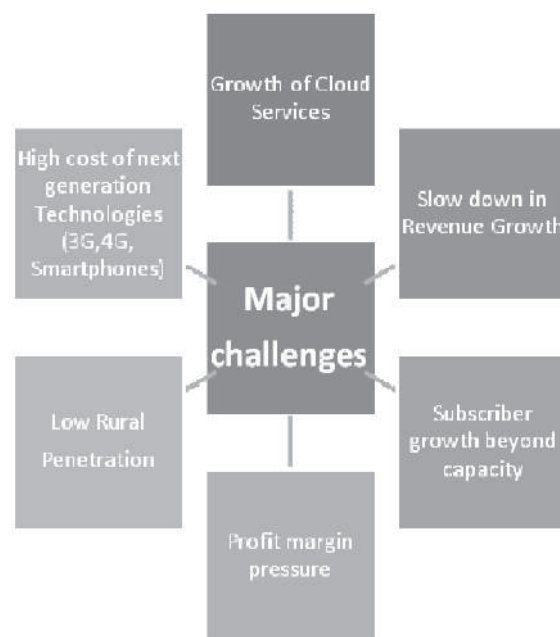 Growth of Cloud
Services
High cost of next
generation
Technologies
(3G,4G,
Smartphones)
Slow down in
Revenue Growth
Major
challenges
Low Rural
Penetration
Subscriber
growth beyond
capacity
Profit margin
pressure